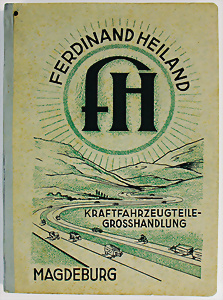 FERDINAND HEILAND
FH
KRAFTFAHRZEUGTEILE-
GROSSHANDLUNG
MAGDEBURG